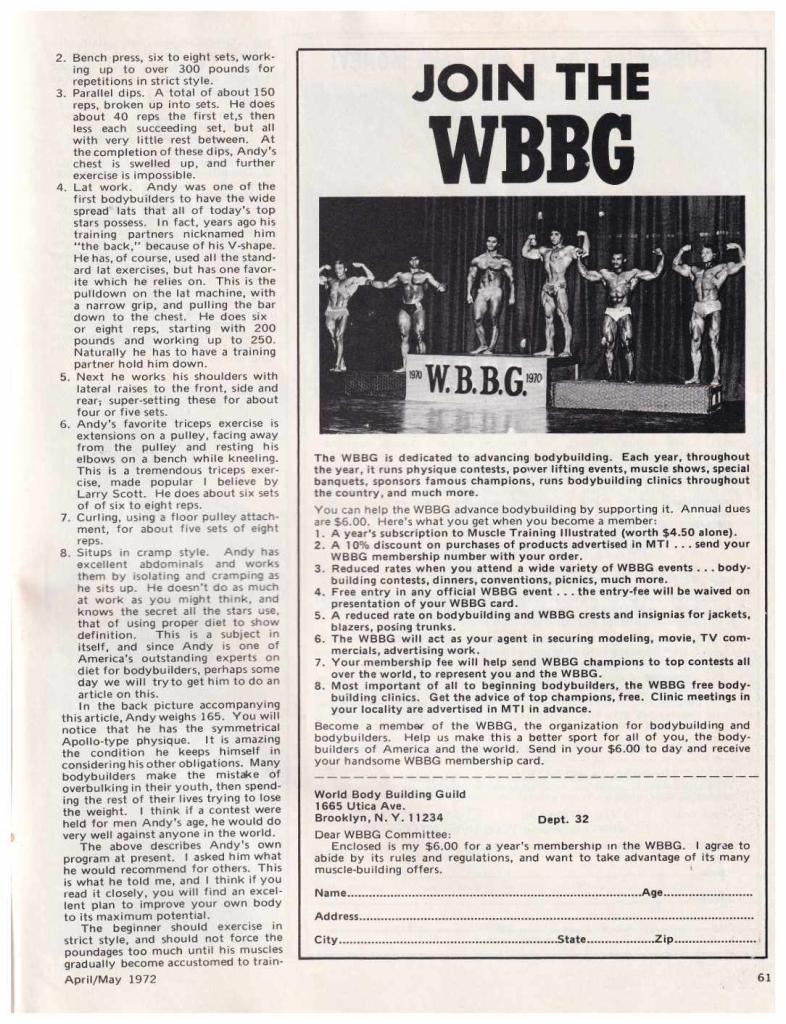 2. Bench press, six to eight sets, work-
ing up to over 300 pounds for
repetitions in strict style.
3. Parallel dips. A total of about 150
reps, broken up into sets. He does
about 40 reps the first et,s then
less each succeeding set, but all
with very little rest between. At
the completion of these dips, Andy's
chest is swelled up, and further
exercise is impossible.
4. Lat work. Andy was one of the
first bodybuilders to have the wide
spread lats that all of today's top
stars possess. In fact, years ago his
training partners nicknamed him
"the back," because of his V-shape.
He has, of course, used all the stand-
ard lat exercises, but has one favor-
ite which he relies on. This is the
pulldown on the lat machine, with
a narrow grip, and pulling the bar
down to the chest. He does six
or eight reps, starting with 200
pounds and working up to 250.
Naturally he has to have a training
partner hold him down.
5. Next he works his shoulders with
lateral raises to the front, side and
rear; super-setting these for about
four or five sets.
6. Andy's favorite triceps exercise is
extensions on a pulley, facing away
from the pulley and resting his
elbows on a bench while kneeling.
This is a tremendous triceps exer-
cise, made popular I believe by
Larry Scott. He does about six sets
of of six to eight reps.
7. Curling, using a floor pulley attach-
ment, for about five sets of eight
reps.
8. Situps in cramp style. Andy has
excellent abdominals and works
them by isolating and cramping as
he sits up. He doesn't do as much
at work as you might think, and
knows the secret all the stars use,
that of using proper diet to show
definition. This is a subject in
itself, and since Andy is one of
America's outstanding experts on
diet for bodybuilders, perhaps some
day we will try to get him to do an
article on this.
In the back picture accompanying
this article, Andy weighs 165. You will
notice that he has the symmetrical
Apollo-type physique. It is amazing
the condition he keeps himself in
considering his other obligations. Many
bodybuilders make the mistake of
overbulking in their youth, then spend-
ing the rest of their lives trying to lose
the weight. I think if a contest were
held for men Andy's age, he would do
very well against anyone in the world.
The above describes Andy's own
program at present. I asked him what
he would recommend for others. This
is what he told me, and I think if you
read it closely, you will find an excel-
lent plan to improve your own body
to its maximum potential.
The beginner should exercise in
strict style, and should not force the
poundages too much until his muscles
gradually become accustomed to train-
JOIN THE
WBBG
1970 W.B.B.G. 1970
The WBBG is dedicated to advancing bodybuilding. Each year, throughout
the year, it runs physique contests, power lifting events, muscle shows, special
banquets, sponsors famous champions, runs bodybuilding clinics throughout
the country, and much more.
You can help the WBBG advance bodybuilding by supporting it. Annual dues
are $6.00. Here's what you get when you become a member:
1. A year's subscription to Muscle Training Illustrated (worth $4.50 alone).
2. A 10% discount on purchases of products advertised in MTI . . . send your
WBBG membership number with your order.
3. Reduced rates when you attend a wide variety of WBBG events . . . body-
building contests, dinners, conventions, picnics, much more.
4. Free entry in any official WBBG event . . . the entry-fee will be waived on
presentation of your WBBG card.
5. A reduced rate on bodybuilding and WBBG crests and insignias for jackets,
blazers, posing trunks.
6. The WBBG will act as your agent in securing modeling, movie, TV com-
mercials, advertising work.
7. Your membership fee will help send WBBG champions to top contests all
over the world, to represent you and the WBBG.
8. Most important of all to beginning bodybuilders, the WBBG free body-
building clinics. Get the advice of top champions, free. Clinic meetings in
your locality are advertised in MTI in advance.
Become a member of the WBBG, the organization for bodybuilding and
bodybuilders. Help us make this a better sport for all of you, the body-
builders of America and the world. Send in your $6.00 to day and receive
your handsome WBBG membership card.
World Body Building Guild
1665 Utica Ave.
Brooklyn, N. Y. 11234 Dept. 32
Dear WBBG Committee:
Enclosed is my $6.00 for a year's membership in the WBBG. I agree to
abide by its rules and regulations, and want to take advantage of its many
muscle-building offers.
Name.....Age.....
Address.....
City.....State.....Zip.....
April/May 1972
61